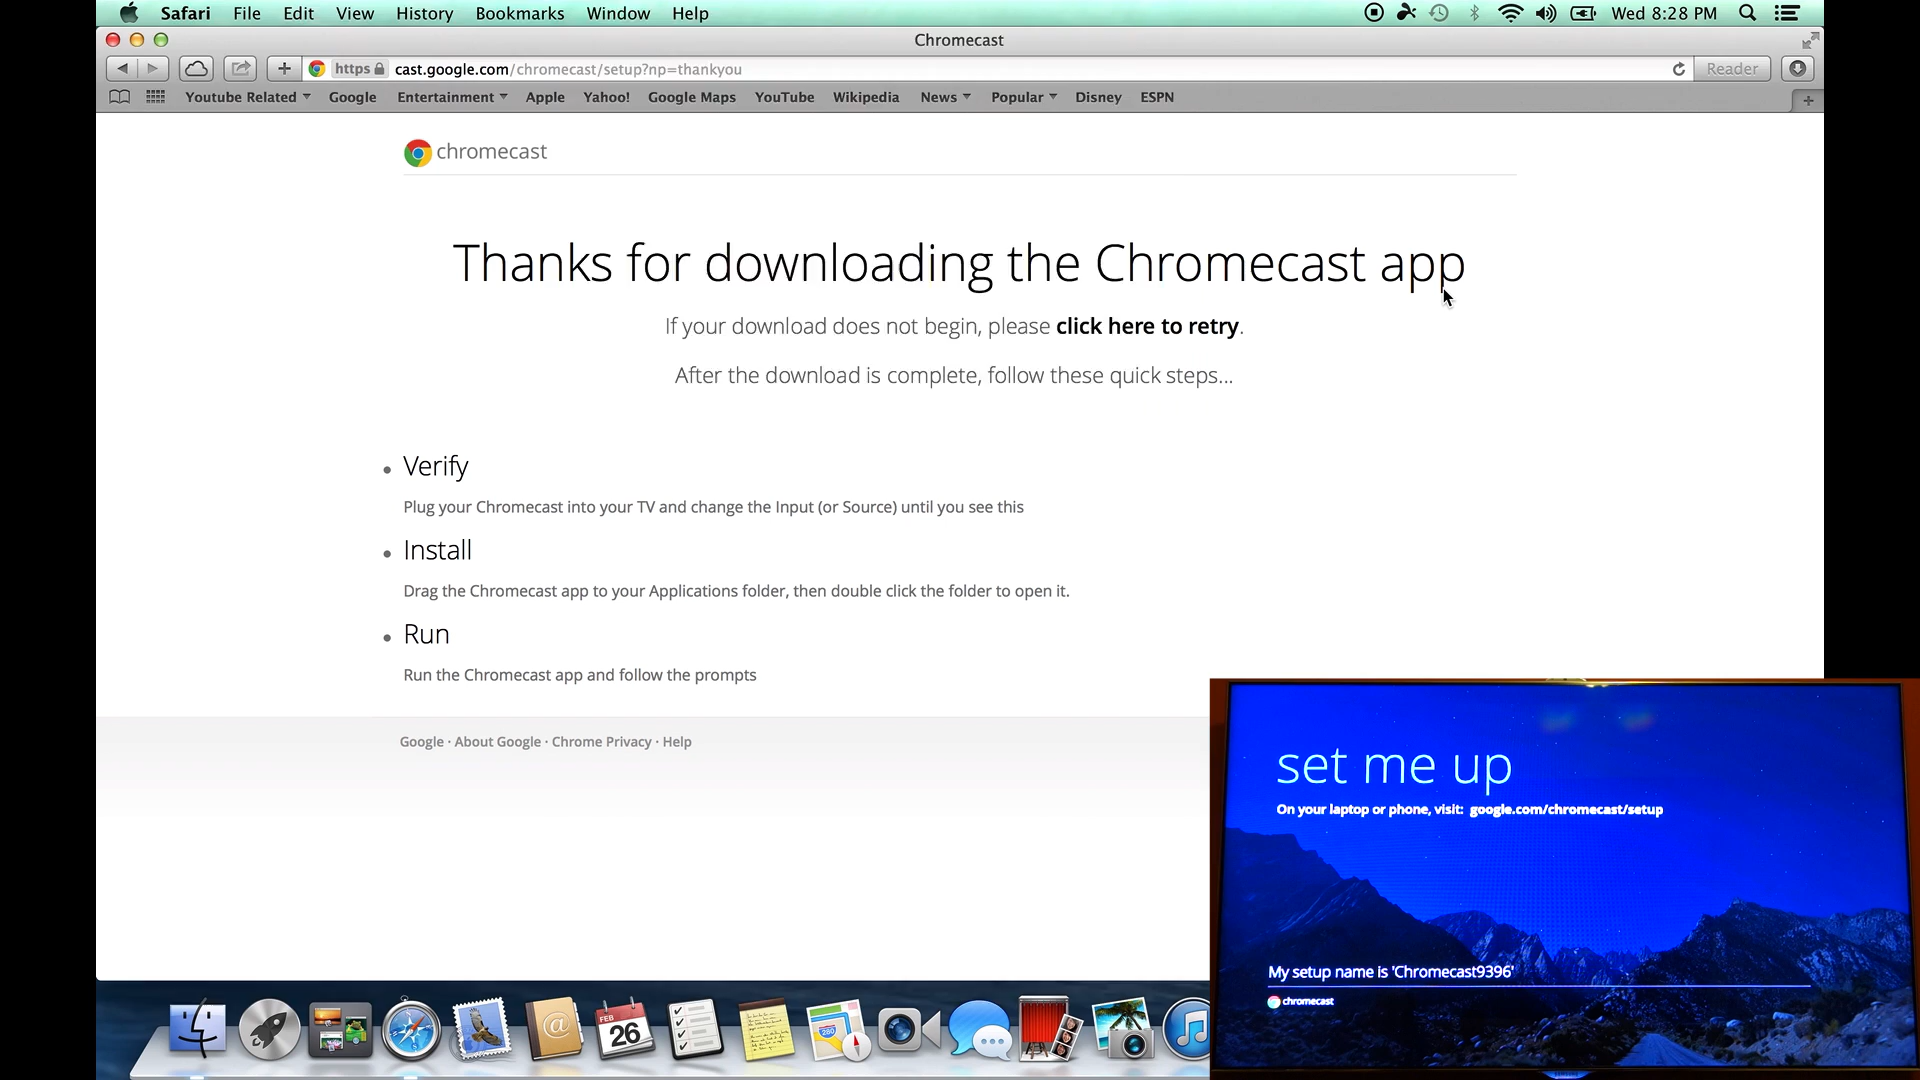 Safari File Edit View History Bookmarks Window Help Wed 8:28 PM
Chromecast
https cast.google.com/chromecast/setup?np=thankyou Reader
Youtube Related Google Entertainment Apple Yahoo! Google Maps YouTube Wikipedia News Popular Disney ESPN
chromecast
Thanks for downloading the Chromecast app
If your download does not begin, please click here to retry.
After the download is complete, follow these quick steps...
Verify
Plug your Chromecast into your TV and change the Input (or Source) until you see this
Install
Drag the Chromecast app to your Applications folder, then double click the folder to open it.
Run
Run the Chromecast app and follow the prompts
Google · About Google · Chrome Privacy · Help
set me up
On your laptop or phone, visit: google.com/chromecast/setup
My setup name is 'Chromecast9396'
chromecast
FEB
26
280